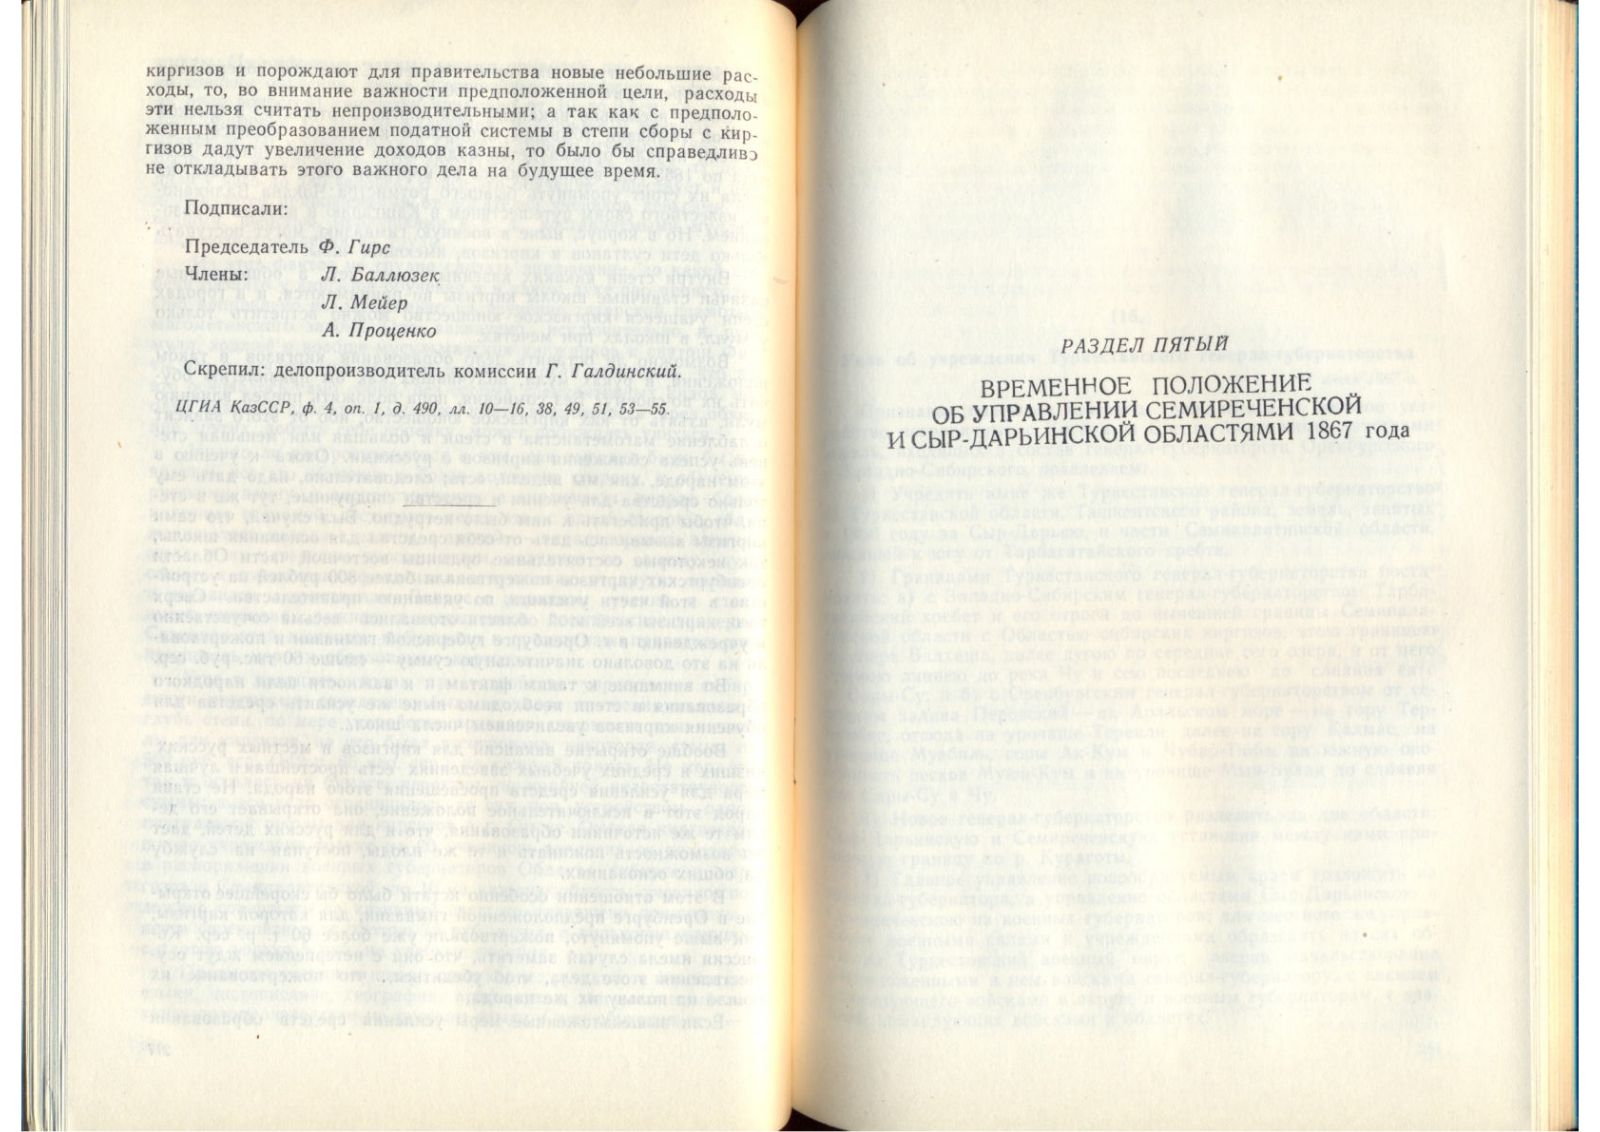 киргизов и порождают для правительства новые небольшие рас-
ходы, то, во внимание важности предположенной цели, расходы
эти нельзя считать непроизводительными; а так как с предполо-
женным преобразованием податной системы в степи сборы с кир-
гизов дадут увеличение доходов казны, то было бы справедливо
не откладывать этого важного дела на будущее время.
Подписали:
Председатель Ф. Гирс
Члены: Л. Баллюзек
Л. Мейер
А. Проценко
Скрепил: делопроизводитель комиссии Г. Галдинский.
ЦГИА КазССР, ф. 4, оп. 1, д. 490, лл. 10—16, 38, 49, 51, 53—55.
РАЗДЕЛ ПЯТЫЙ
ВРЕМЕННОЕ ПОЛОЖЕНИЕ
ОБ УПРАВЛЕНИИ СЕМИРЕЧЕНСКОЙ
И СЫР-ДАРЬИНСКОЙ ОБЛАСТЯМИ 1867 года